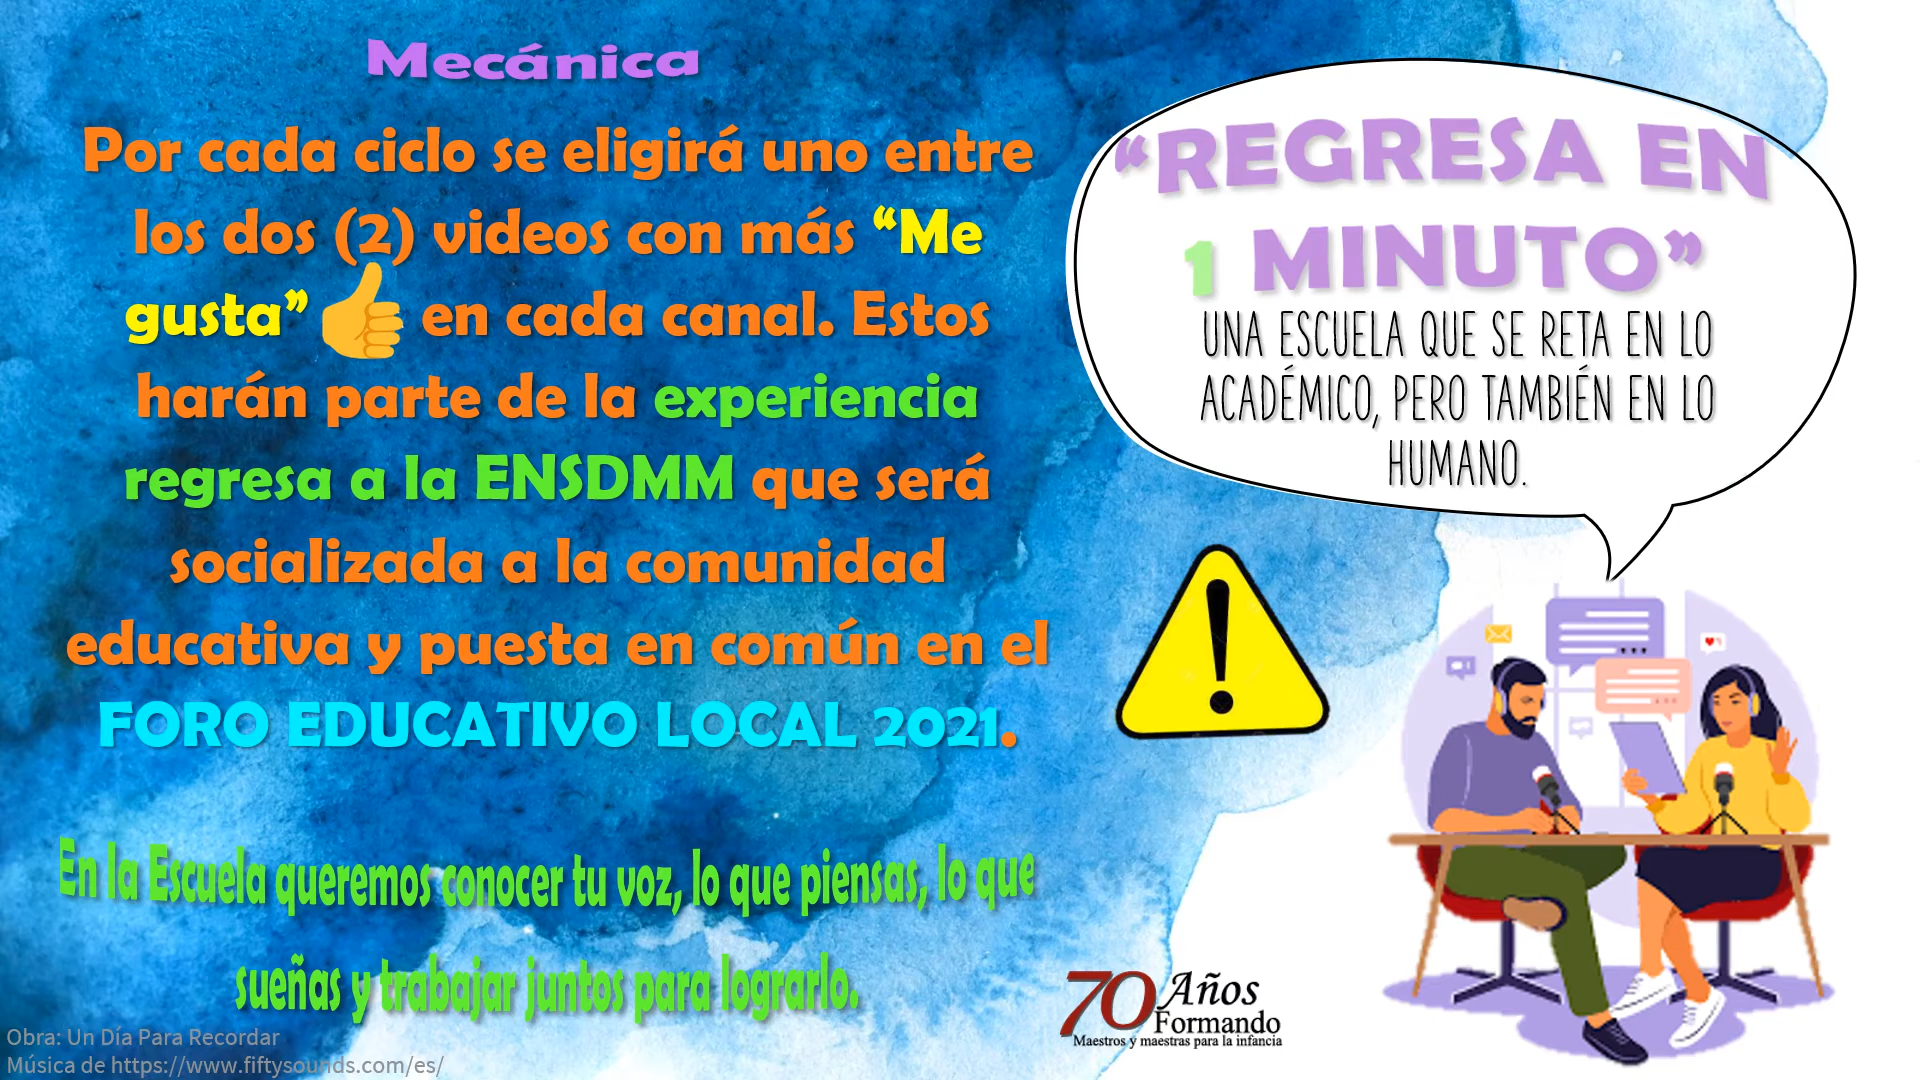 Mecánica
Por cada ciclo se eligirá uno entre
los dos (2) videos con más “Me
gusta” 👍 en cada canal. Estos
harán parte de la experiencia
regresa a la ENSDMM que será
socializada a la comunidad
educativa y puesta en común en el
FORO EDUCATIVO LOCAL 2021.
En la Escuela queremos conocer tu voz, lo que piensas, lo que
sueñas y trabajar juntos para lograrlo.
Obra: Un Día Para Recordar
Música de https://www.fiftysounds.com/es/
“REGRESA EN
1 MINUTO”
UNA ESCUELA QUE SE RETA EN LO
ACADÉMICO, PERO TAMBIÉN EN LO
HUMANO.
70 Años
Formando
Maestros y maestras para la infancia